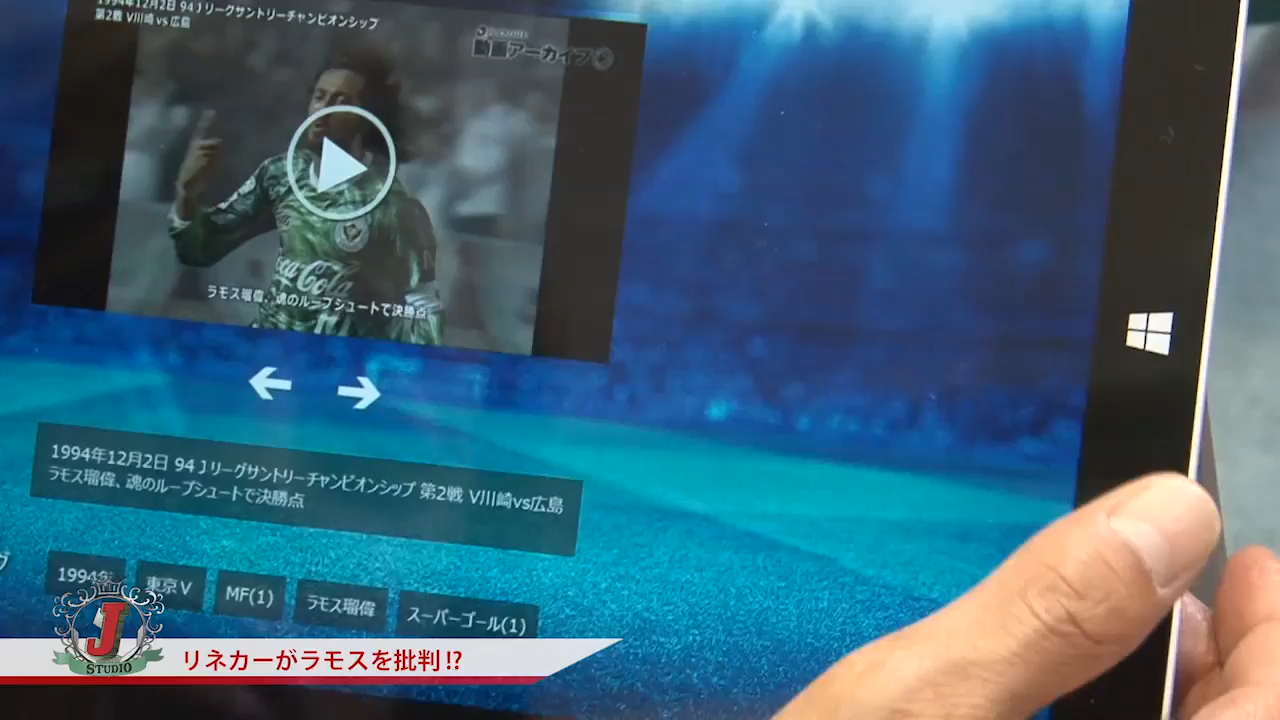 1994年12月2日 94Jリーグサントリーチャンピオンシップ
第2戦 V川崎 vs 広島
J.LEAGUE
動画アーカイブ
Coca-Cola
ラモス瑠偉、魂のループシュートで決勝点
1994年12月2日 94Jリーグサントリーチャンピオンシップ 第2戦 V川崎vs広島
ラモス瑠偉、魂のループシュートで決勝点
グ
1994年
東京V
MF(1)
ラモス瑠偉
スーパーゴール(1)
J
STUDIO
リネカーがラモスを批判!?